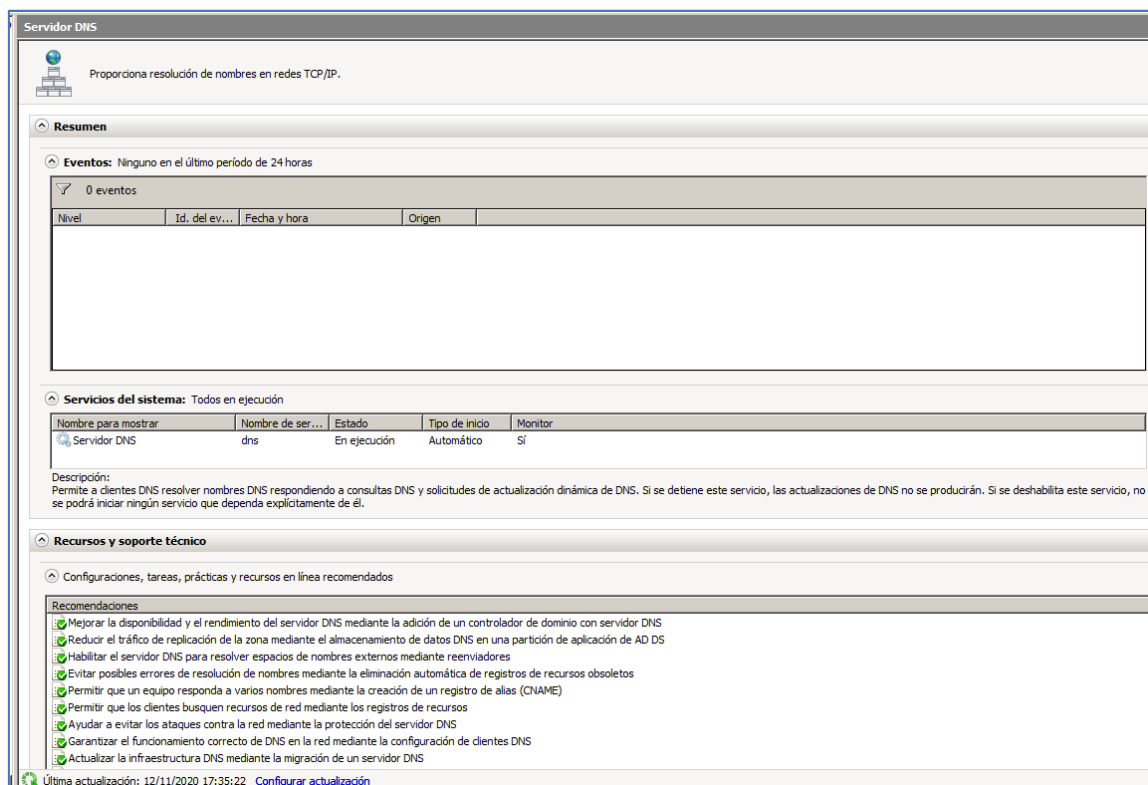 Servidor DNS
Proporciona resolución de nombres en redes TCP/IP.
Resumen
Eventos: Ninguno en el último período de 24 horas
0 eventos
Nivel Id. del ev... Fecha y hora Origen
Servicios del sistema: Todos en ejecución
Nombre para mostrar Nombre de ser... Estado Tipo de inicio Monitor
Servidor DNS dns En ejecución Automático Sí
Descripción:
Permite a clientes DNS resolver nombres DNS respondiendo a consultas DNS y solicitudes de actualización dinámica de DNS. Si se detiene este servicio, las actualizaciones de DNS no se producirán. Si se deshabilita este servicio, no
se podrá iniciar ningún servicio que dependa explícitamente de él.
Recursos y soporte técnico
Configuraciones, tareas, prácticas y recursos en línea recomendados
Recomendaciones
Mejorar la disponibilidad y el rendimiento del servidor DNS mediante la adición de un controlador de dominio con servidor DNS
Reducir el tráfico de replicación de la zona mediante el almacenamiento de datos DNS en una partición de aplicación de AD DS
Habilitar el servidor DNS para resolver espacios de nombres externos mediante reenviadores
Evitar posibles errores de resolución de nombres mediante la eliminación automática de registros de recursos obsoletos
Permitir que un equipo responda a varios nombres mediante la creación de un registro de alias (CNAME)
Permitir que los clientes busquen recursos de red mediante los registros de recursos
Ayudar a evitar los ataques contra la red mediante la protección del servidor DNS
Garantizar el funcionamiento correcto de DNS en la red mediante la configuración de clientes DNS
Actualizar la infraestructura DNS mediante la migración de un servidor DNS
Última actualización: 12/11/2020 17:35:22 Configurar actualización